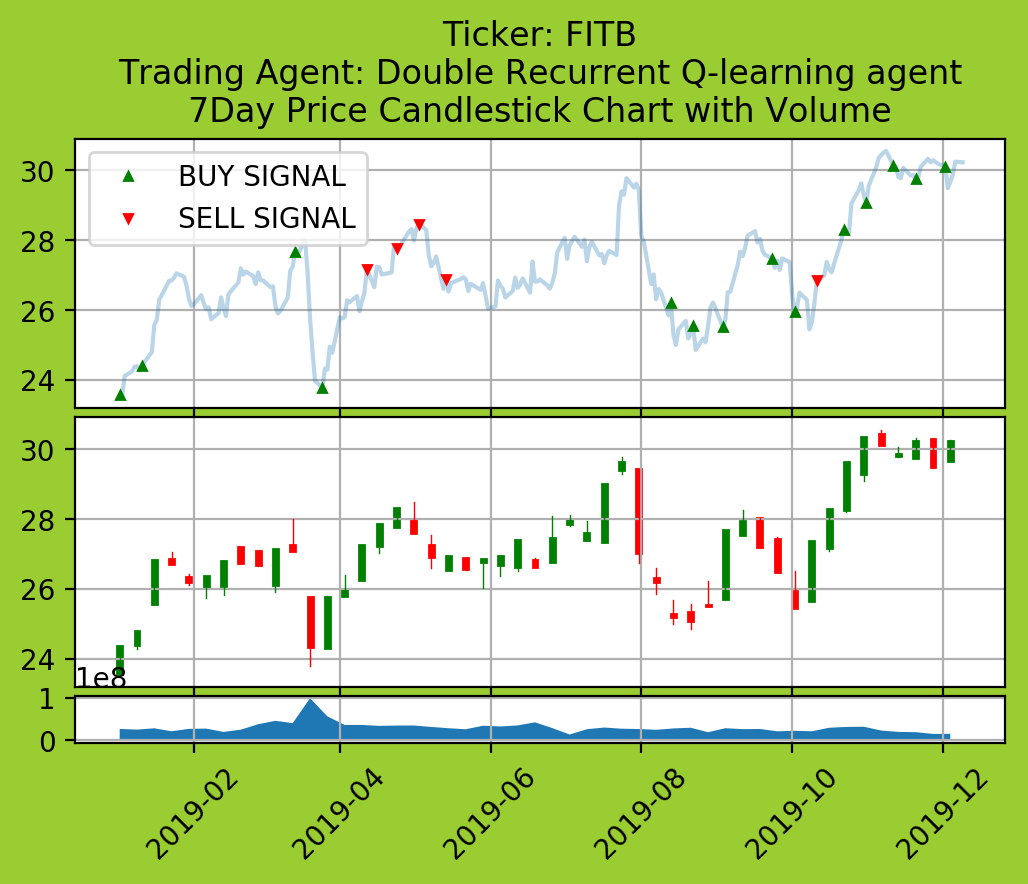 Ticker: FITB
Trading Agent: Double Recurrent Q-learning agent
7Day Price Candlestick Chart with Volume
BUY SIGNAL
SELL SIGNAL
30
28
26
24
30
28
26
24
1e8
1
0
2019-02
2019-04
2019-06
2019-08
2019-10
2019-12